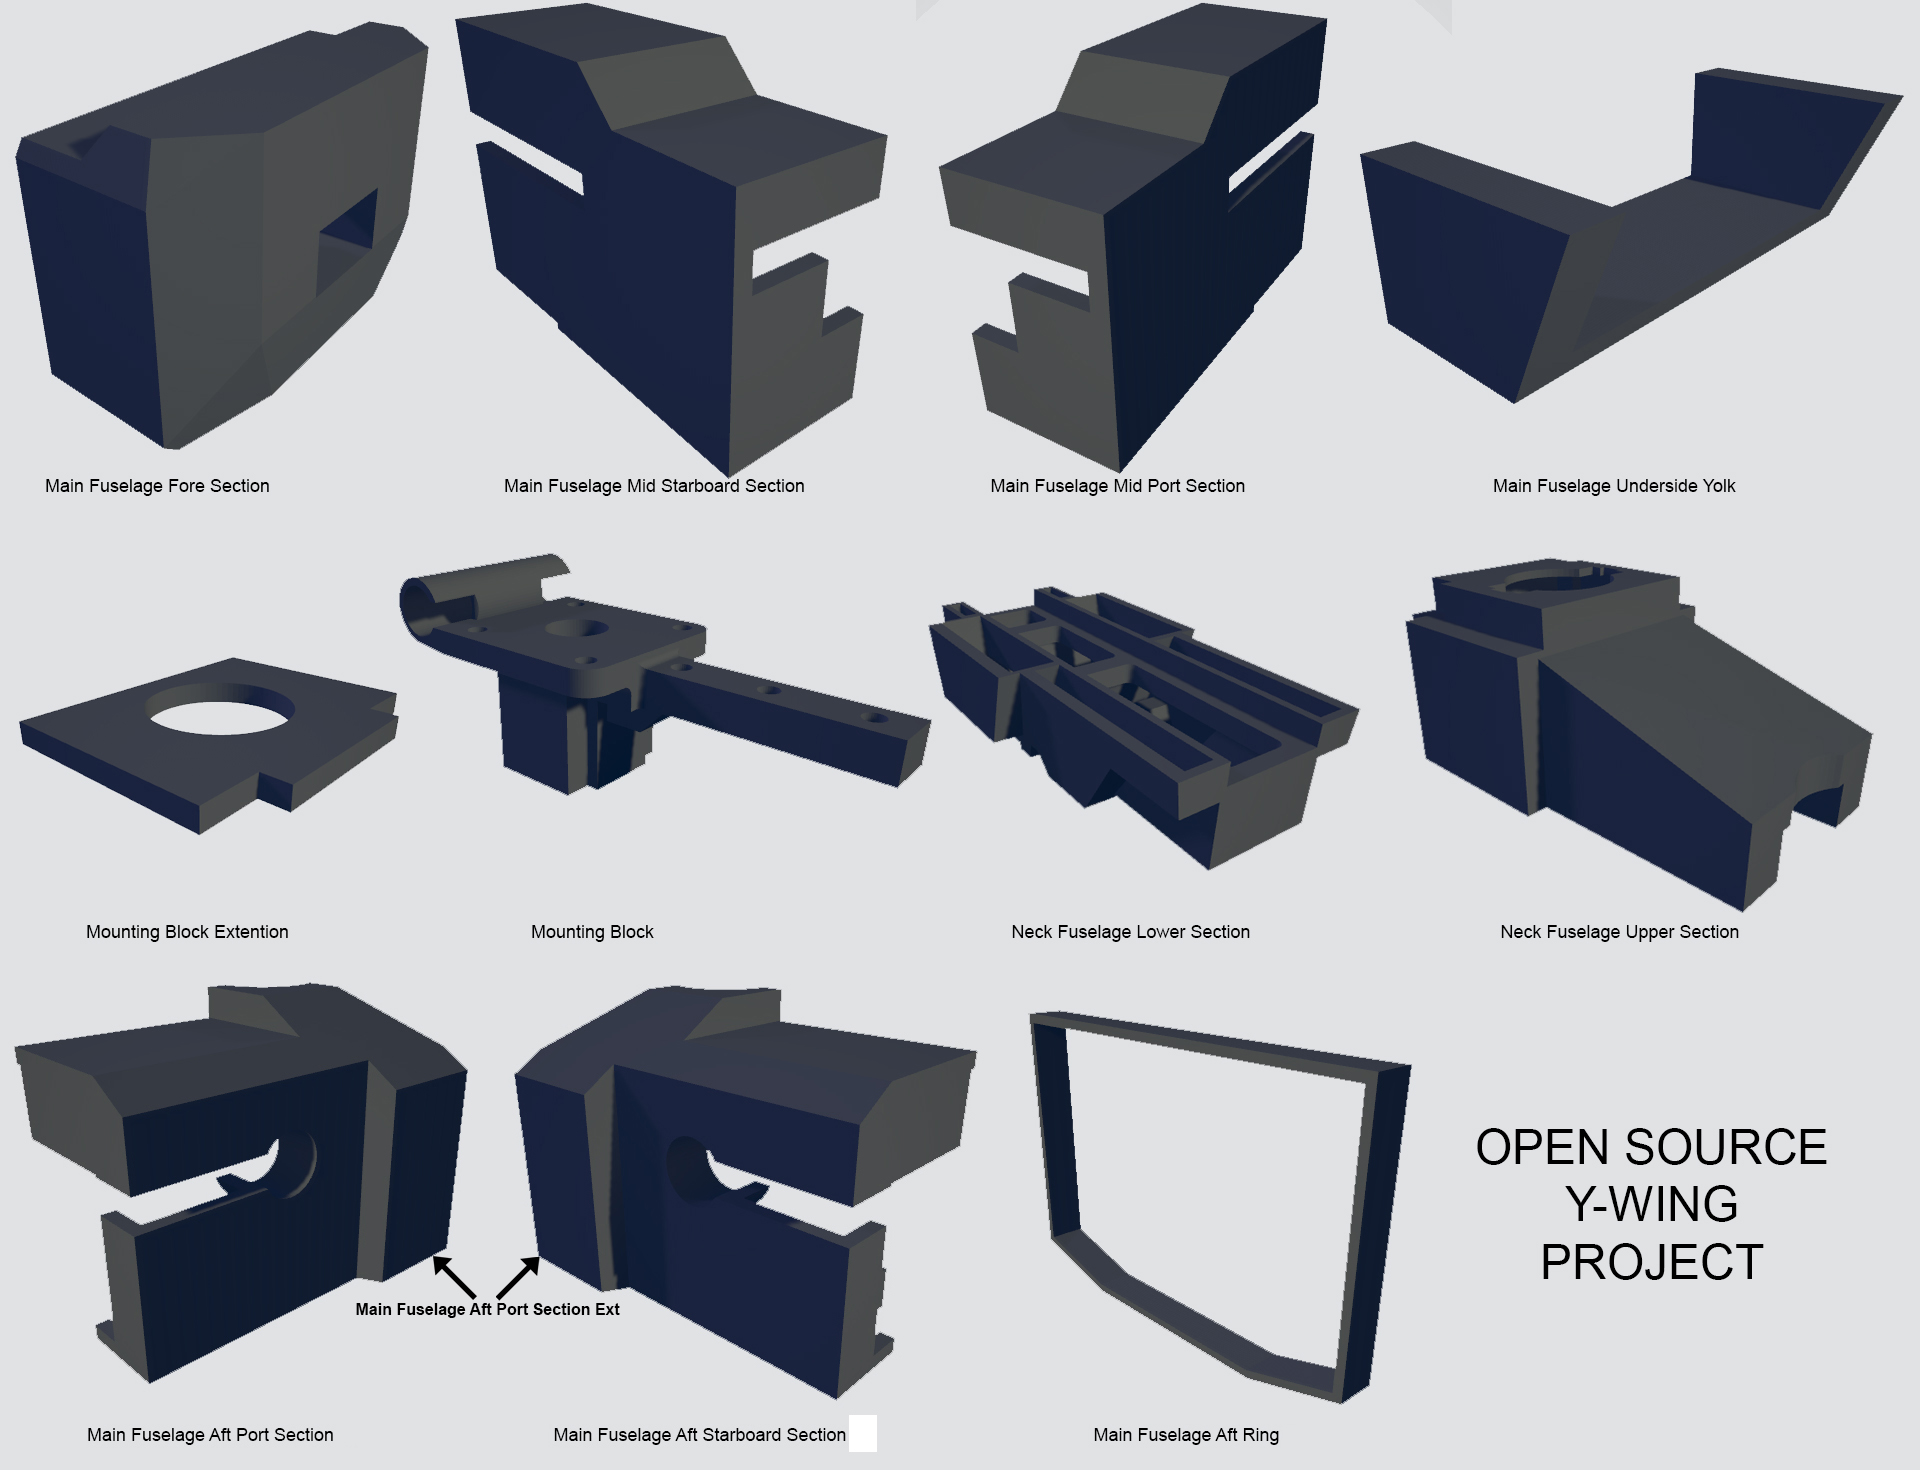 Main Fuselage Fore Section
Main Fuselage Mid Starboard Section
Main Fuselage Mid Port Section
Main Fuselage Underside Yolk
Mounting Block Extention
Mounting Block
Neck Fuselage Lower Section
Neck Fuselage Upper Section
Main Fuselage Aft Port Section Ext
Main Fuselage Aft Port Section
Main Fuselage Aft Starboard Section
Main Fuselage Aft Ring
OPEN SOURCE
Y-WING
PROJECT